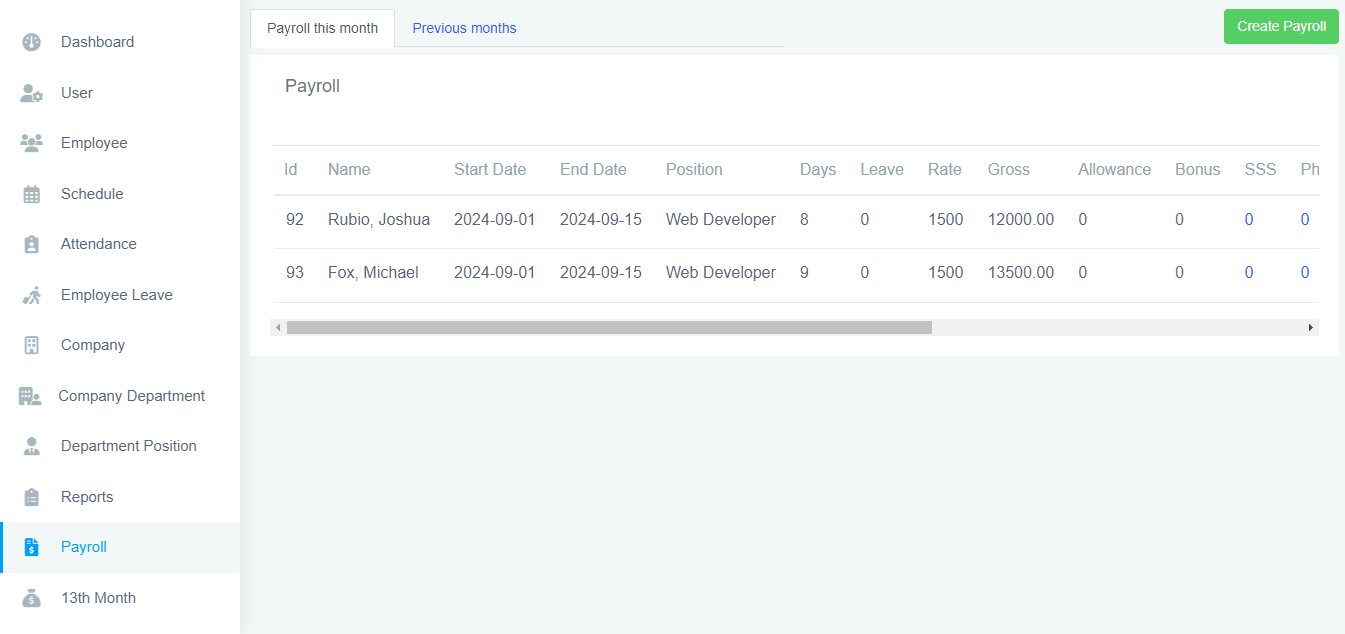 Dashboard
User
Employee
Schedule
Attendance
Employee Leave
Company
Company Department
Department Position
Reports
Payroll
13th Month
Payroll this month Previous months Create Payroll
Payroll
Id Name Start Date End Date Position Days Leave Rate Gross Allowance Bonus SSS Ph
92 Rubio, Joshua 2024-09-01 2024-09-15 Web Developer 8 0 1500 12000.00 0 0 0 0
93 Fox, Michael 2024-09-01 2024-09-15 Web Developer 9 0 1500 13500.00 0 0 0 0